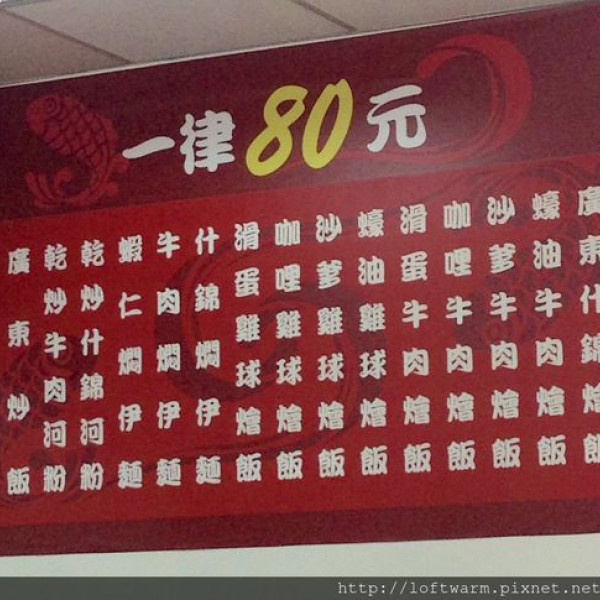 一律80元
廣東什錦燴飯
蠔油牛肉燴飯
沙爹牛肉燴飯
咖哩牛肉燴飯
滑蛋牛肉燴飯
蠔油雞球燴飯
沙爹雞球燴飯
咖哩雞球燴飯
滑蛋雞球燴飯
什錦燜伊麵
牛肉燜伊麵
蝦仁燜伊麵
乾炒什錦河粉
乾炒牛肉河粉
廣東炒飯
http://loftwarm.pixnet.net